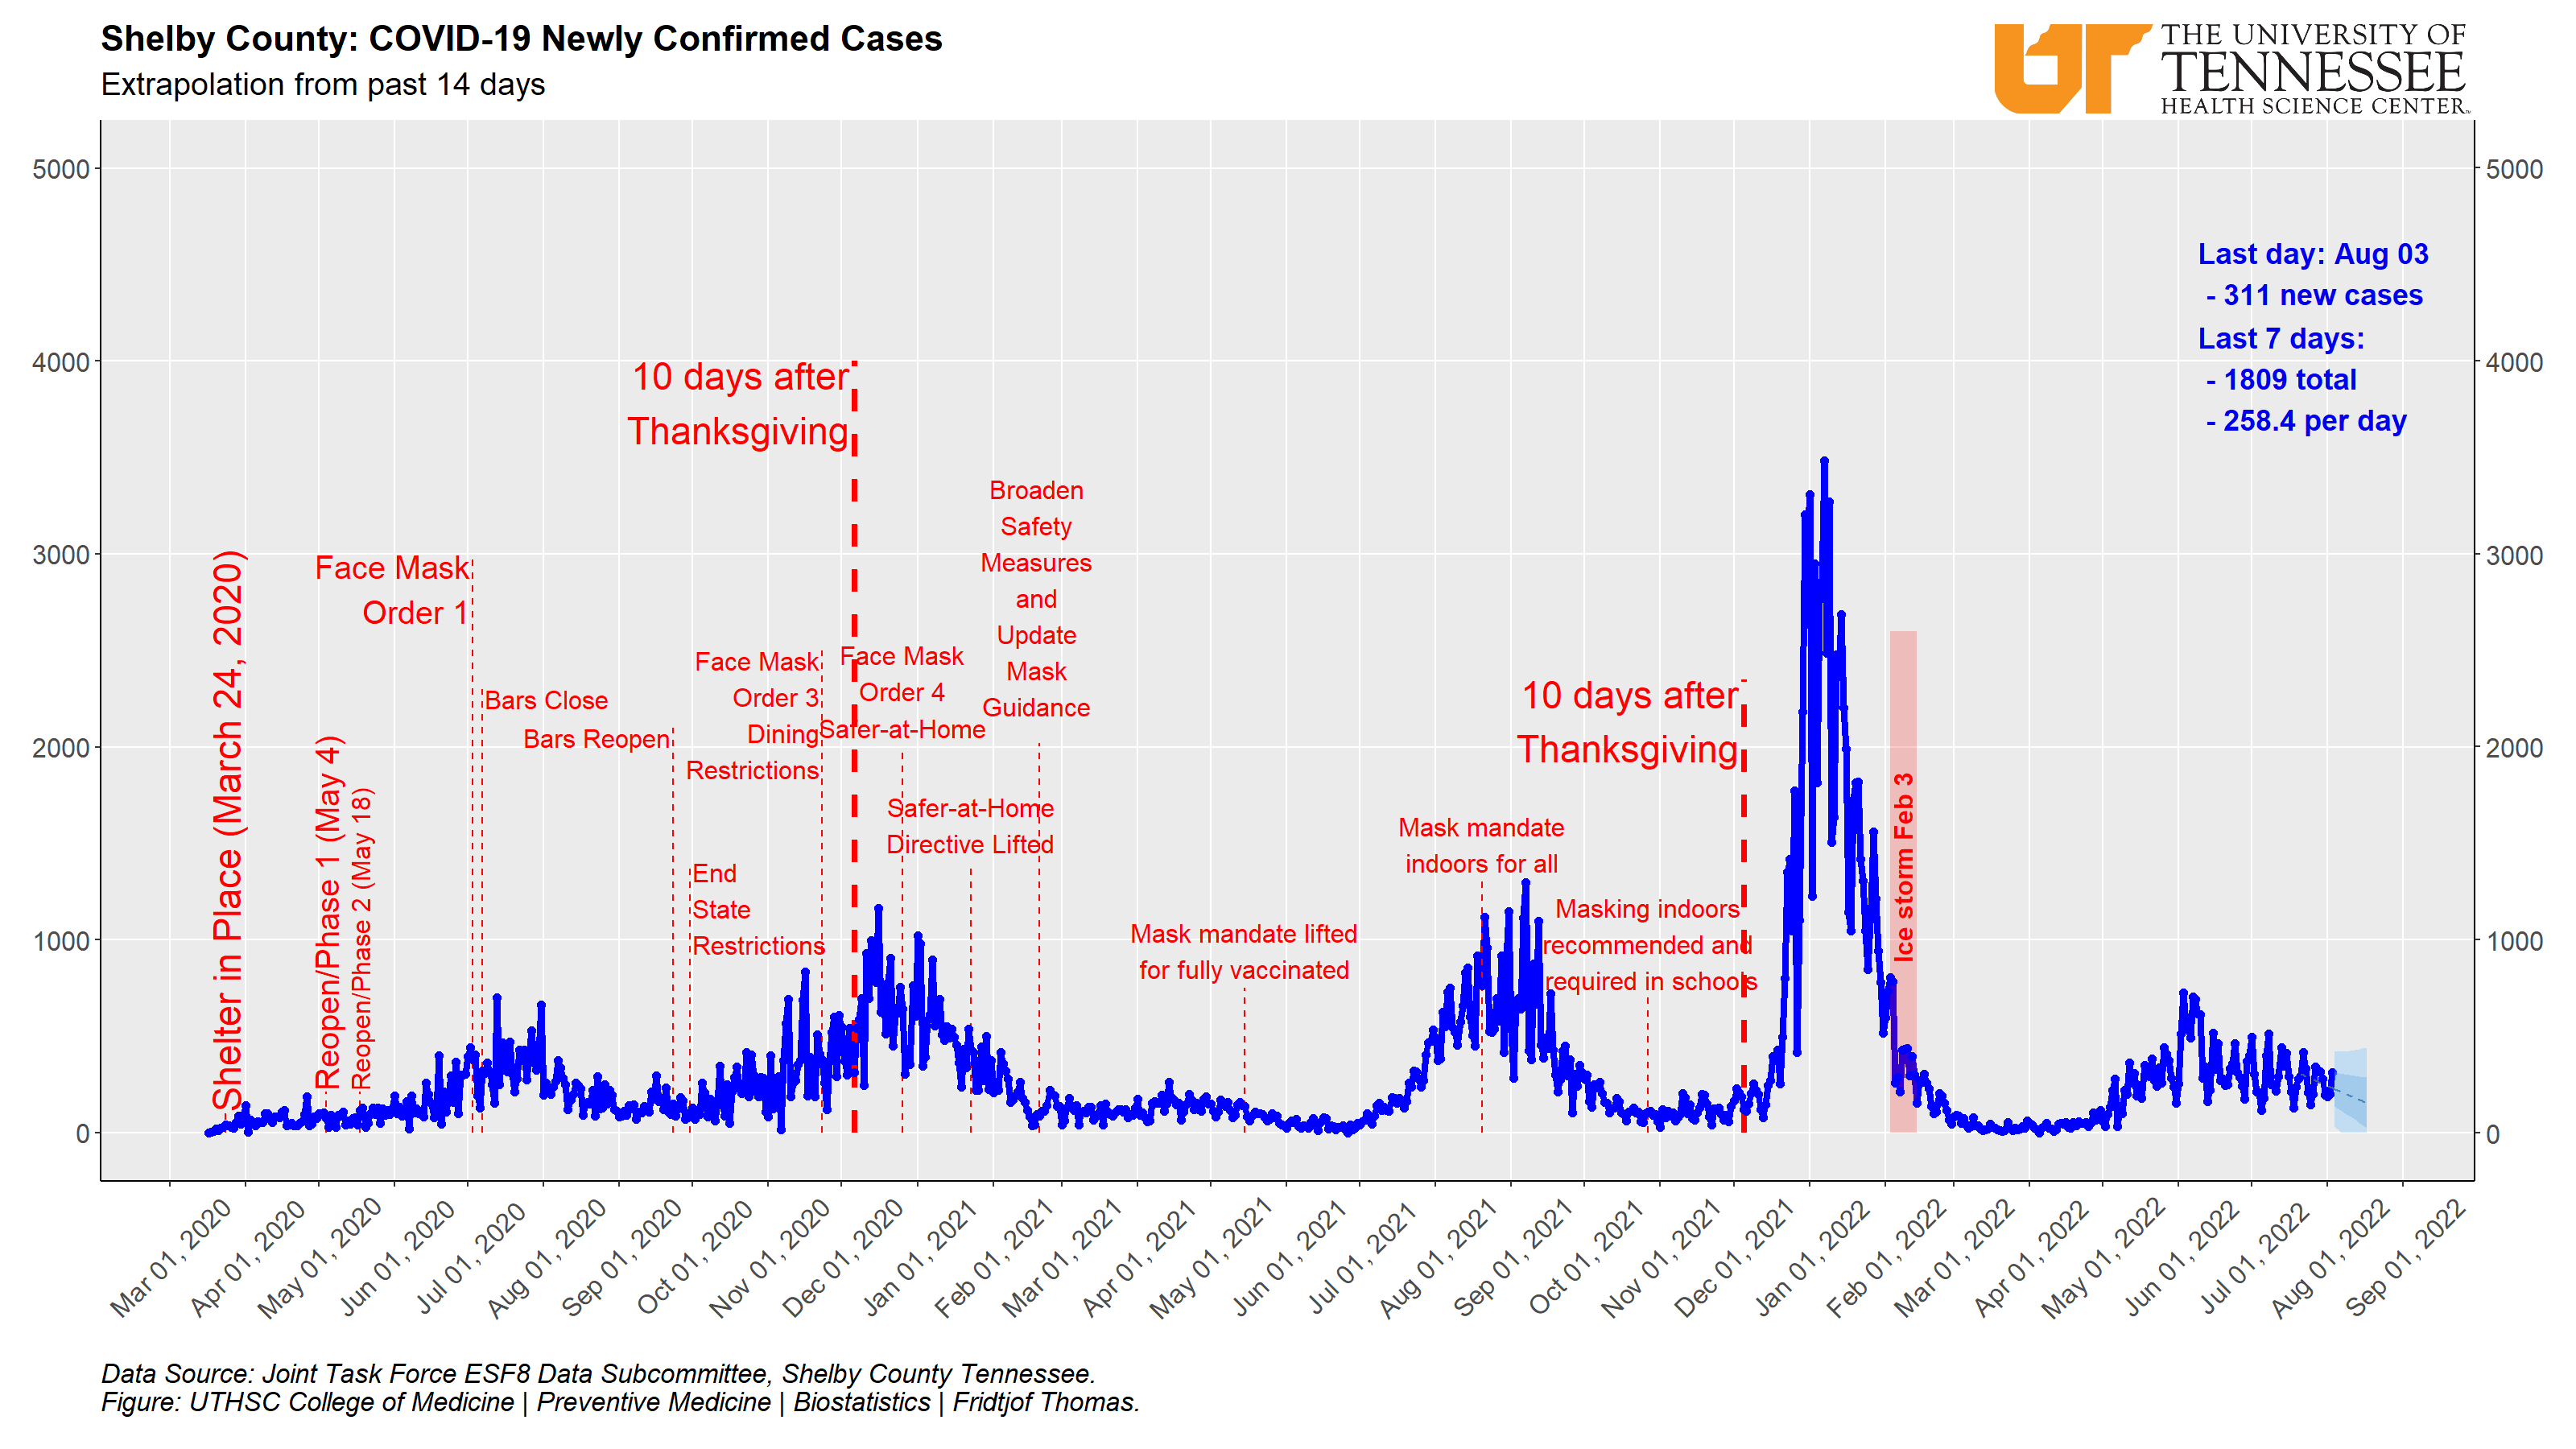 Shelby County: COVID-19 Newly Confirmed Cases
Extrapolation from past 14 days
UT
THE UNIVERSITY OF
TENNESSEE
HEALTH SCIENCE CENTER™
5000
4000
3000
2000
1000
0
5000
4000
3000
2000
1000
0
Last day: Aug 03
- 311 new cases
Last 7 days:
- 1809 total
- 258.4 per day
Shelter in Place (March 24, 2020)
Reopen/Phase 1 (May 4)
Reopen/Phase 2 (May 18)
Face Mask
Order 1
Bars Close
Bars Reopen
End
State
Restrictions
Face Mask
Order 3
Dining
Restrictions
10 days after
Thanksgiving
Face Mask
Order 4
Safer-at-Home
Safer-at-Home
Directive Lifted
Broaden
Safety
Measures
and
Update
Mask
Guidance
Mask mandate lifted
for fully vaccinated
Mask mandate
indoors for all
Masking indoors
recommended and
required in schools
10 days after
Thanksgiving
Ice storm Feb 3
Mar 01, 2020
Apr 01, 2020
May 01, 2020
Jun 01, 2020
Jul 01, 2020
Aug 01, 2020
Sep 01, 2020
Oct 01, 2020
Nov 01, 2020
Dec 01, 2020
Jan 01, 2021
Feb 01, 2021
Mar 01, 2021
Apr 01, 2021
May 01, 2021
Jun 01, 2021
Jul 01, 2021
Aug 01, 2021
Sep 01, 2021
Oct 01, 2021
Nov 01, 2021
Dec 01, 2021
Jan 01, 2022
Feb 01, 2022
Mar 01, 2022
Apr 01, 2022
May 01, 2022
Jun 01, 2022
Jul 01, 2022
Aug 01, 2022
Sep 01, 2022
Data Source: Joint Task Force ESF8 Data Subcommittee, Shelby County Tennessee.
Figure: UTHSC College of Medicine | Preventive Medicine | Biostatistics | Fridtjof Thomas.